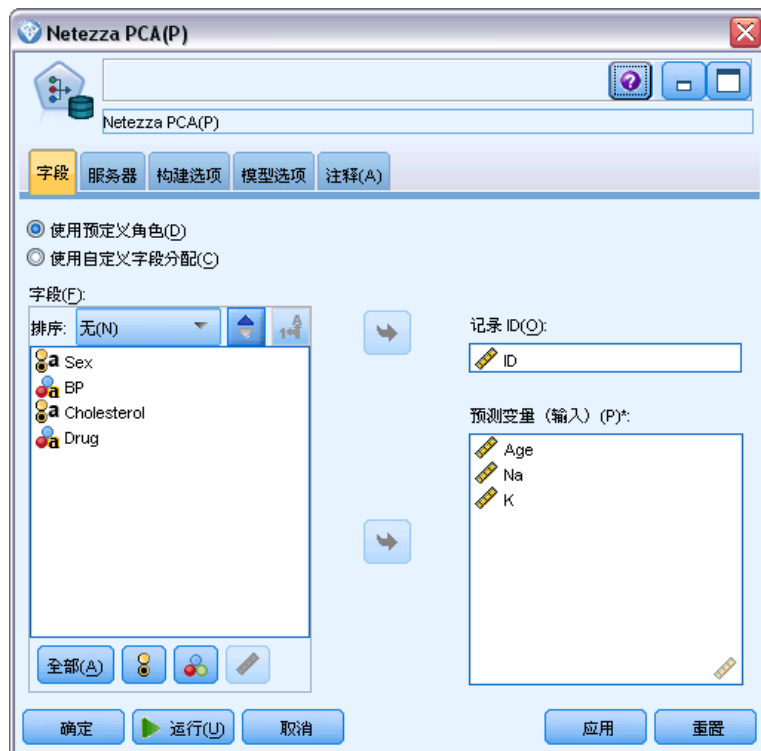 Netezza PCA(P)
Netezza PCA(P)
字段 服务器 构建选项 模型选项 注释(A)
使用预定义角色(D)
使用自定义字段分配(C)
字段(F):
排序: 无(N)
Sex
BP
Cholesterol
Drug
全部(A)
记录 ID(O):
ID
预测变量（输入）(P)*:
Age
Na
K
确定 运行(U) 取消 应用 重置